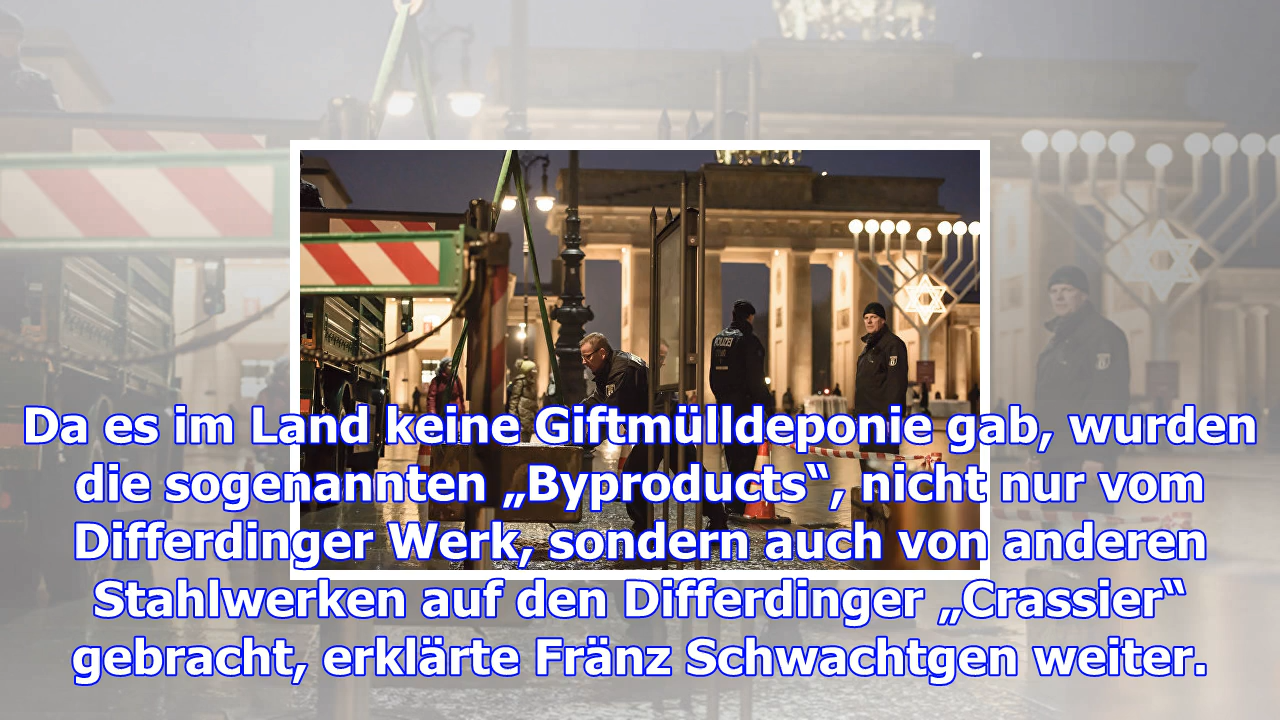 POLIZEI
Da es im Land keine Giftmülldeponie gab, wurden
die sogenannten „Byproducts“, nicht nur vom
Differdinger Werk, sondern auch von anderen
Stahlwerken auf den Differdinger „Crassier“
gebracht, erklärte Fränz Schwachtgen weiter.